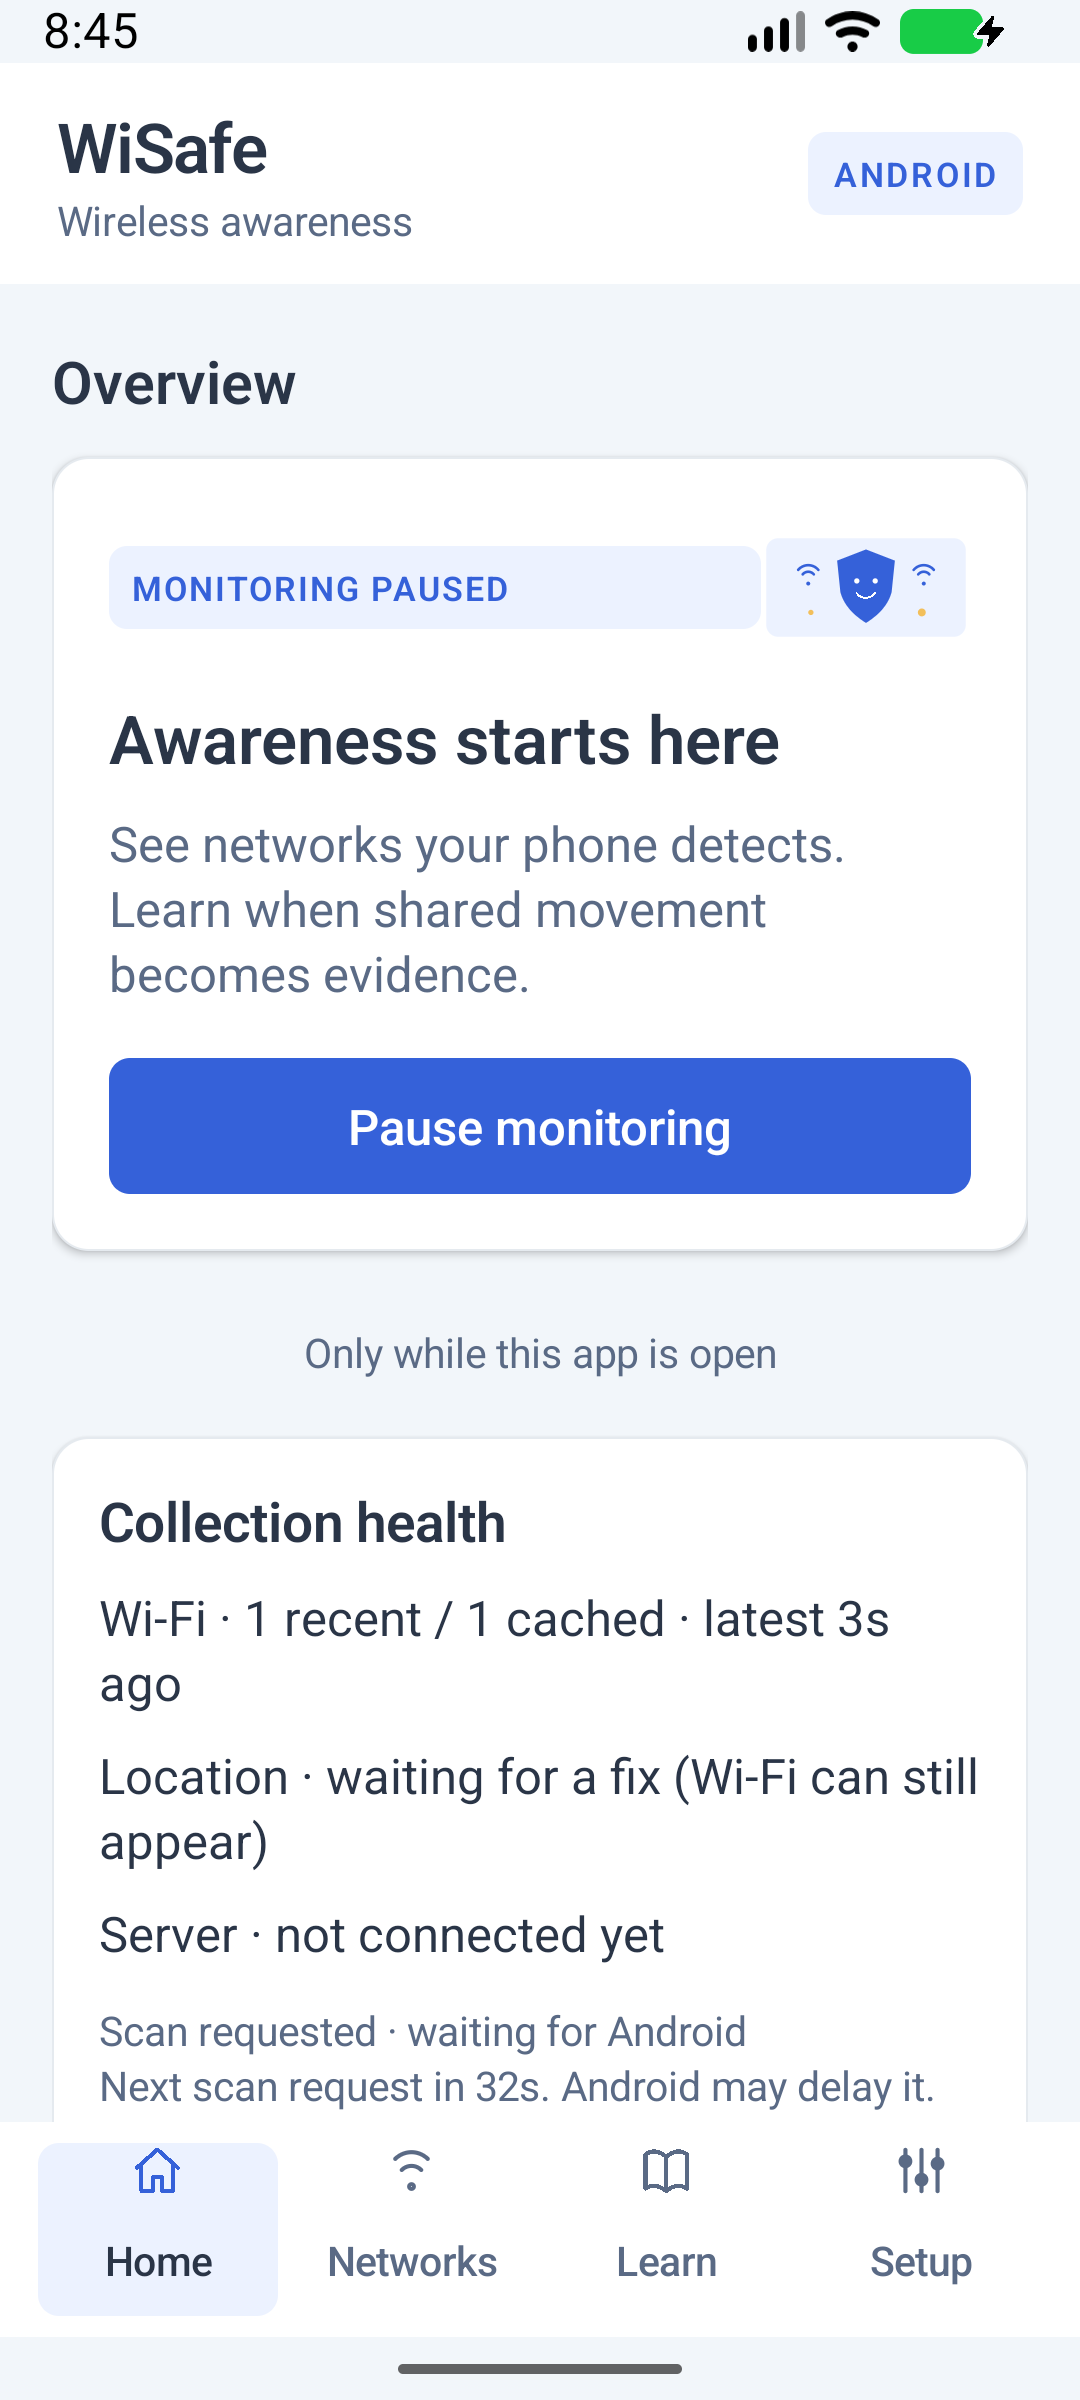 8:45
WiSafe
Wireless awareness
ANDROID
Overview
MONITORING PAUSED
Awareness starts here
See networks your phone detects.
Learn when shared movement
becomes evidence.
Pause monitoring
Only while this app is open
Collection health
Wi-Fi · 1 recent / 1 cached · latest 3s
ago
Location · waiting for a fix (Wi-Fi can still
appear)
Server · not connected yet
Scan requested · waiting for Android
Next scan request in 32s. Android may delay it.
Home
Networks
Learn
Setup